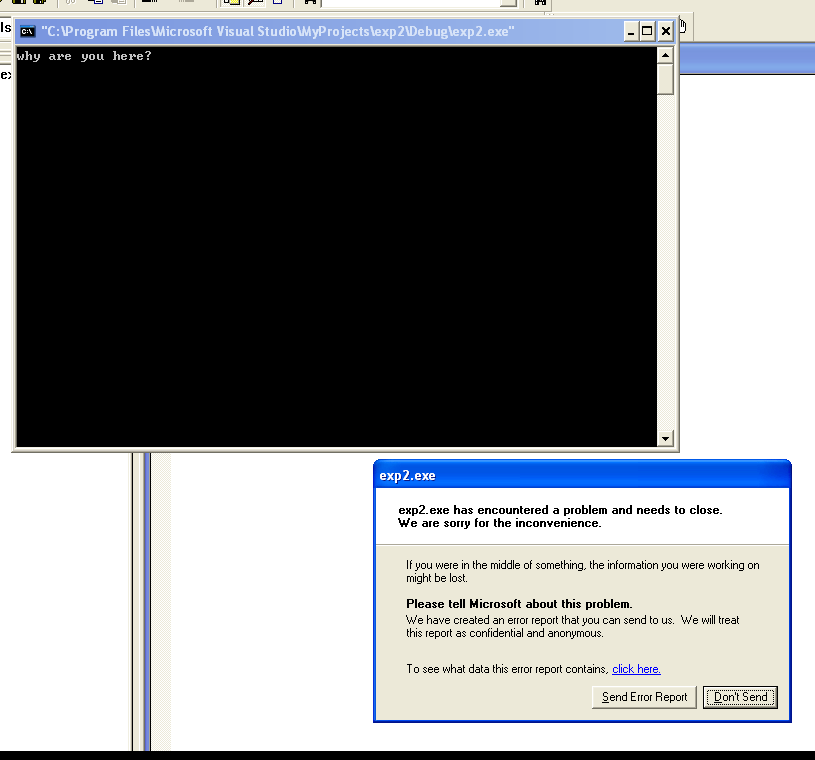 ls
"C:\Program Files\Microsoft Visual Studio\MyProjects\exp2\Debug\exp2.exe"
why are you here?
ex
exp2.exe
exp2.exe has encountered a problem and needs to close.
We are sorry for the inconvenience.
If you were in the middle of something, the information you were working on
might be lost.
Please tell Microsoft about this problem.
We have created an error report that you can send to us.  We will treat
this report as confidential and anonymous.
To see what data this error report contains, click here.
Send Error Report
Don't Send